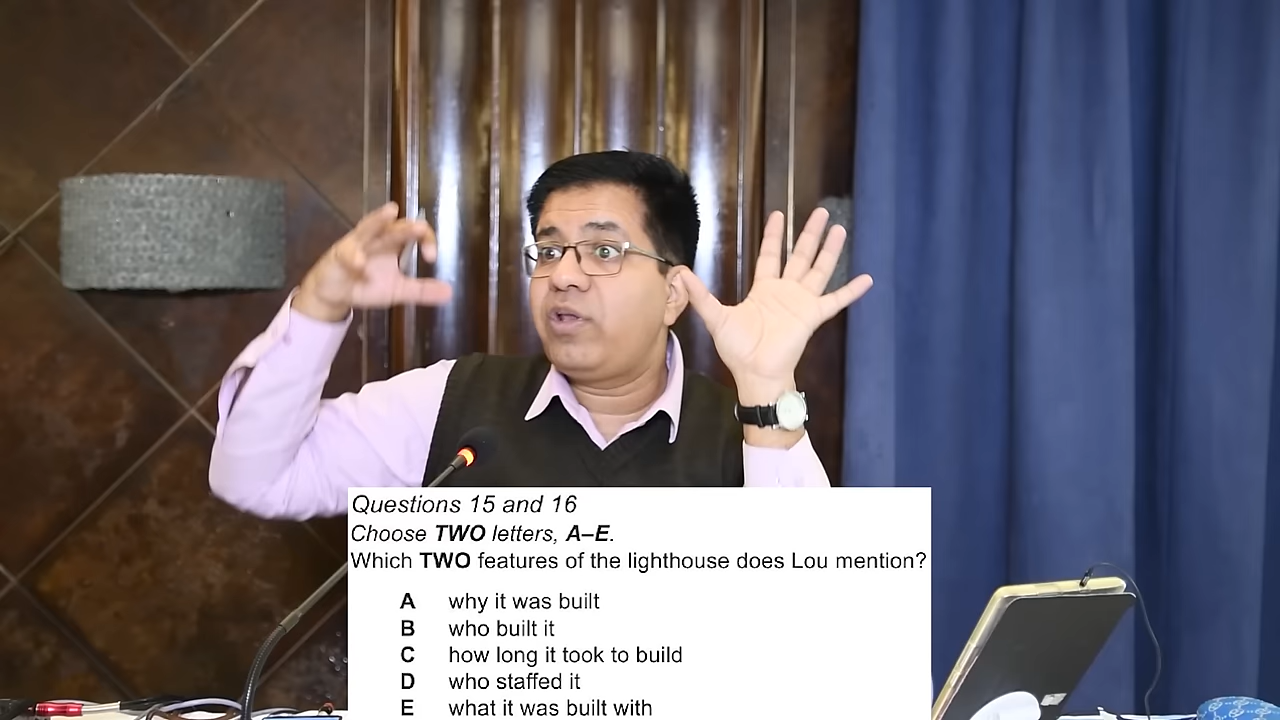 Questions 15 and 16
Choose TWO letters, A–E.
Which TWO features of the lighthouse does Lou mention?
A why it was built
B who built it
C how long it took to build
D who staffed it
E what it was built with